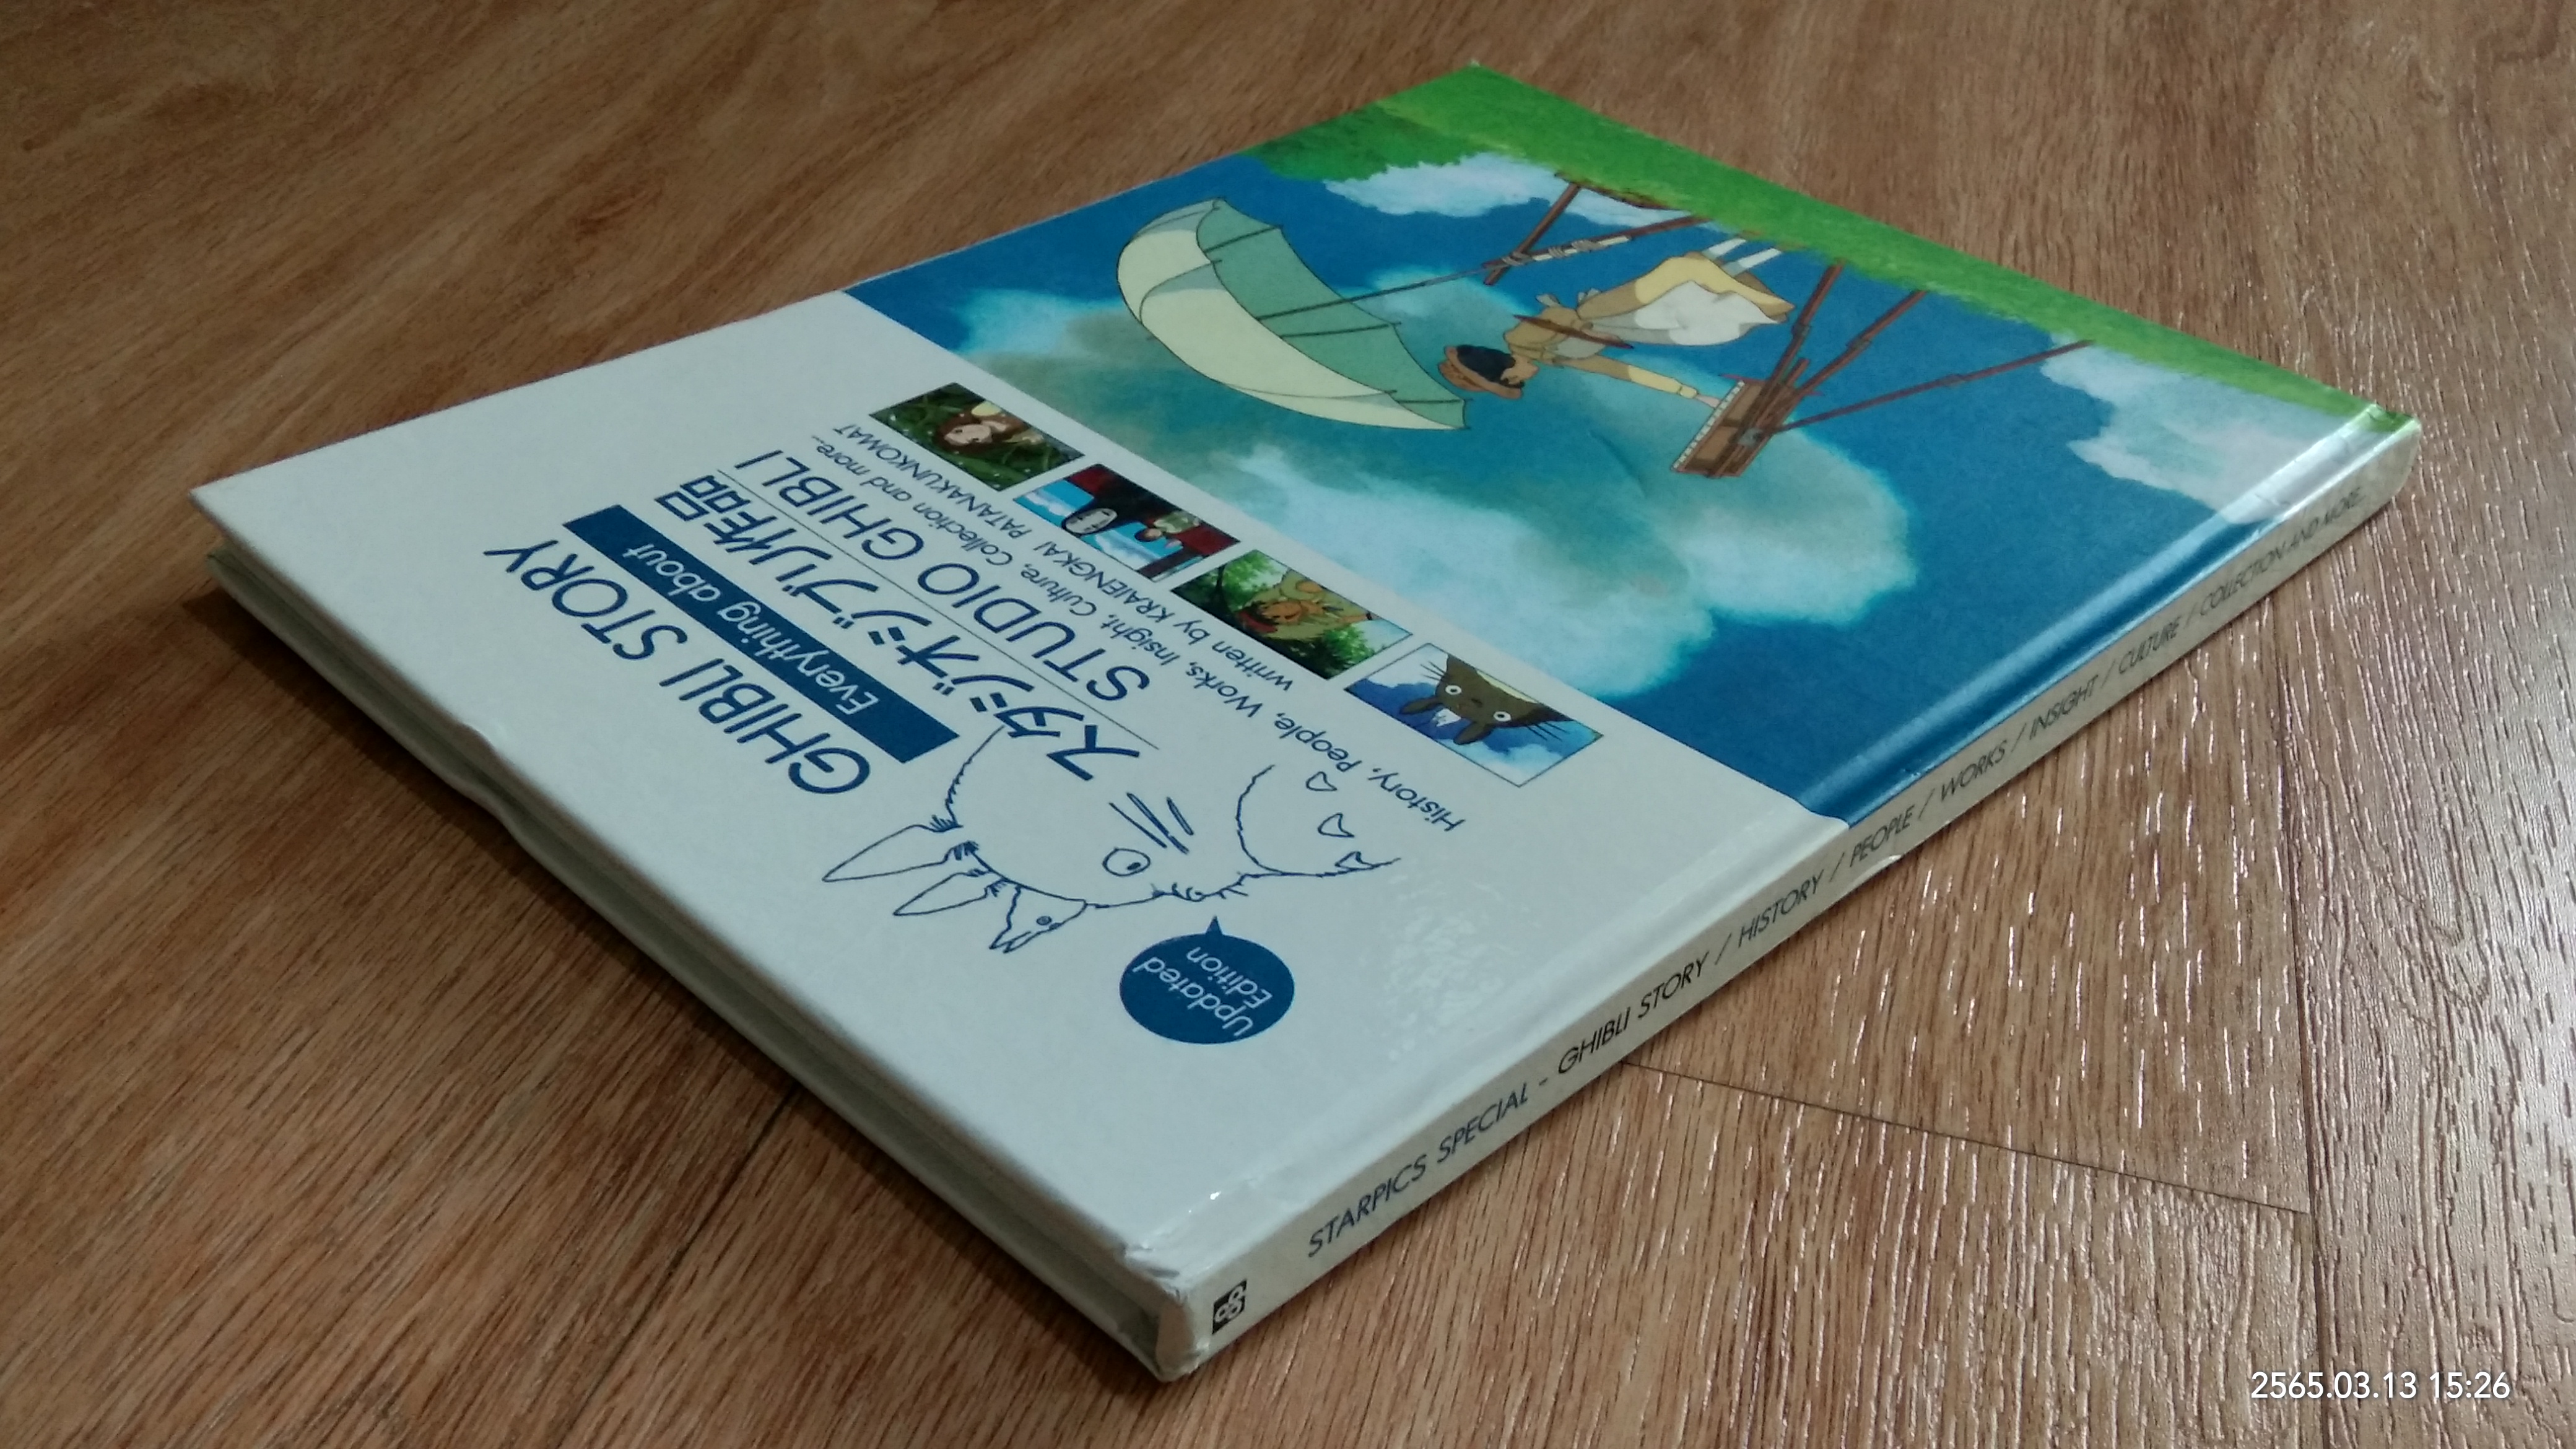 GHIBLI STORY
Everything about
スタジオジブリ作品
STUDIO GHIBLI
History, People, Works, Insight, Culture, Collection and more...
written by KRAIENGKAI PATANAKUNKOMAT
Updated
Edition
STARPICS SPECIAL - GHIBLI STORY / HISTORY / PEOPLE / WORKS / INSIGHT / CULTURE / COLLECTION AND MORE...
2565.03.13 15:26